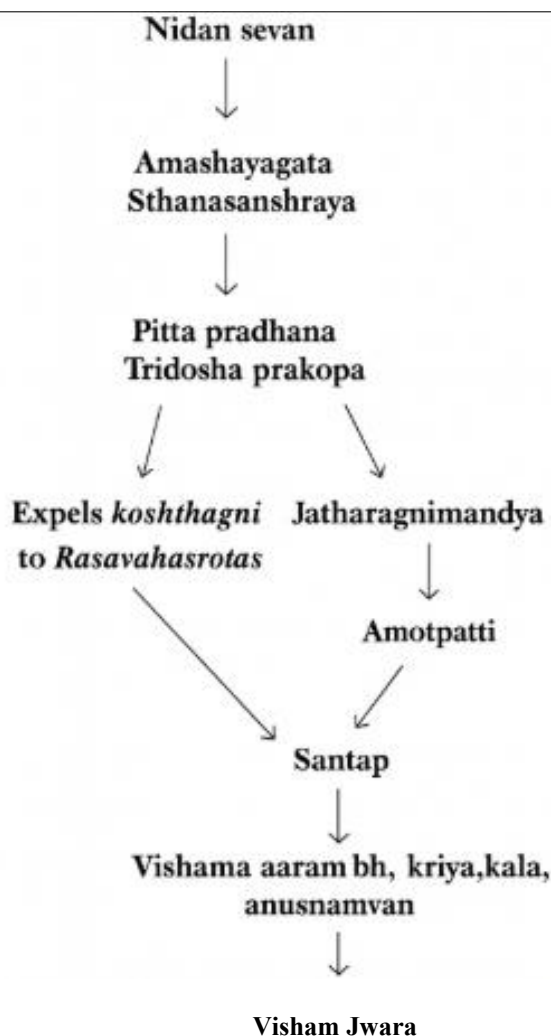 Nidan sevan
Amashayagata
Sthanasanshraya
Pitta pradhana
Tridosha prakopa
Expels koshthagni
to Rasavahasrotas
Jatharagnimandya
Amotpatti
Santap
Vishama aaram bh, kriya,kala,
anusnamvan
Visham Jwara